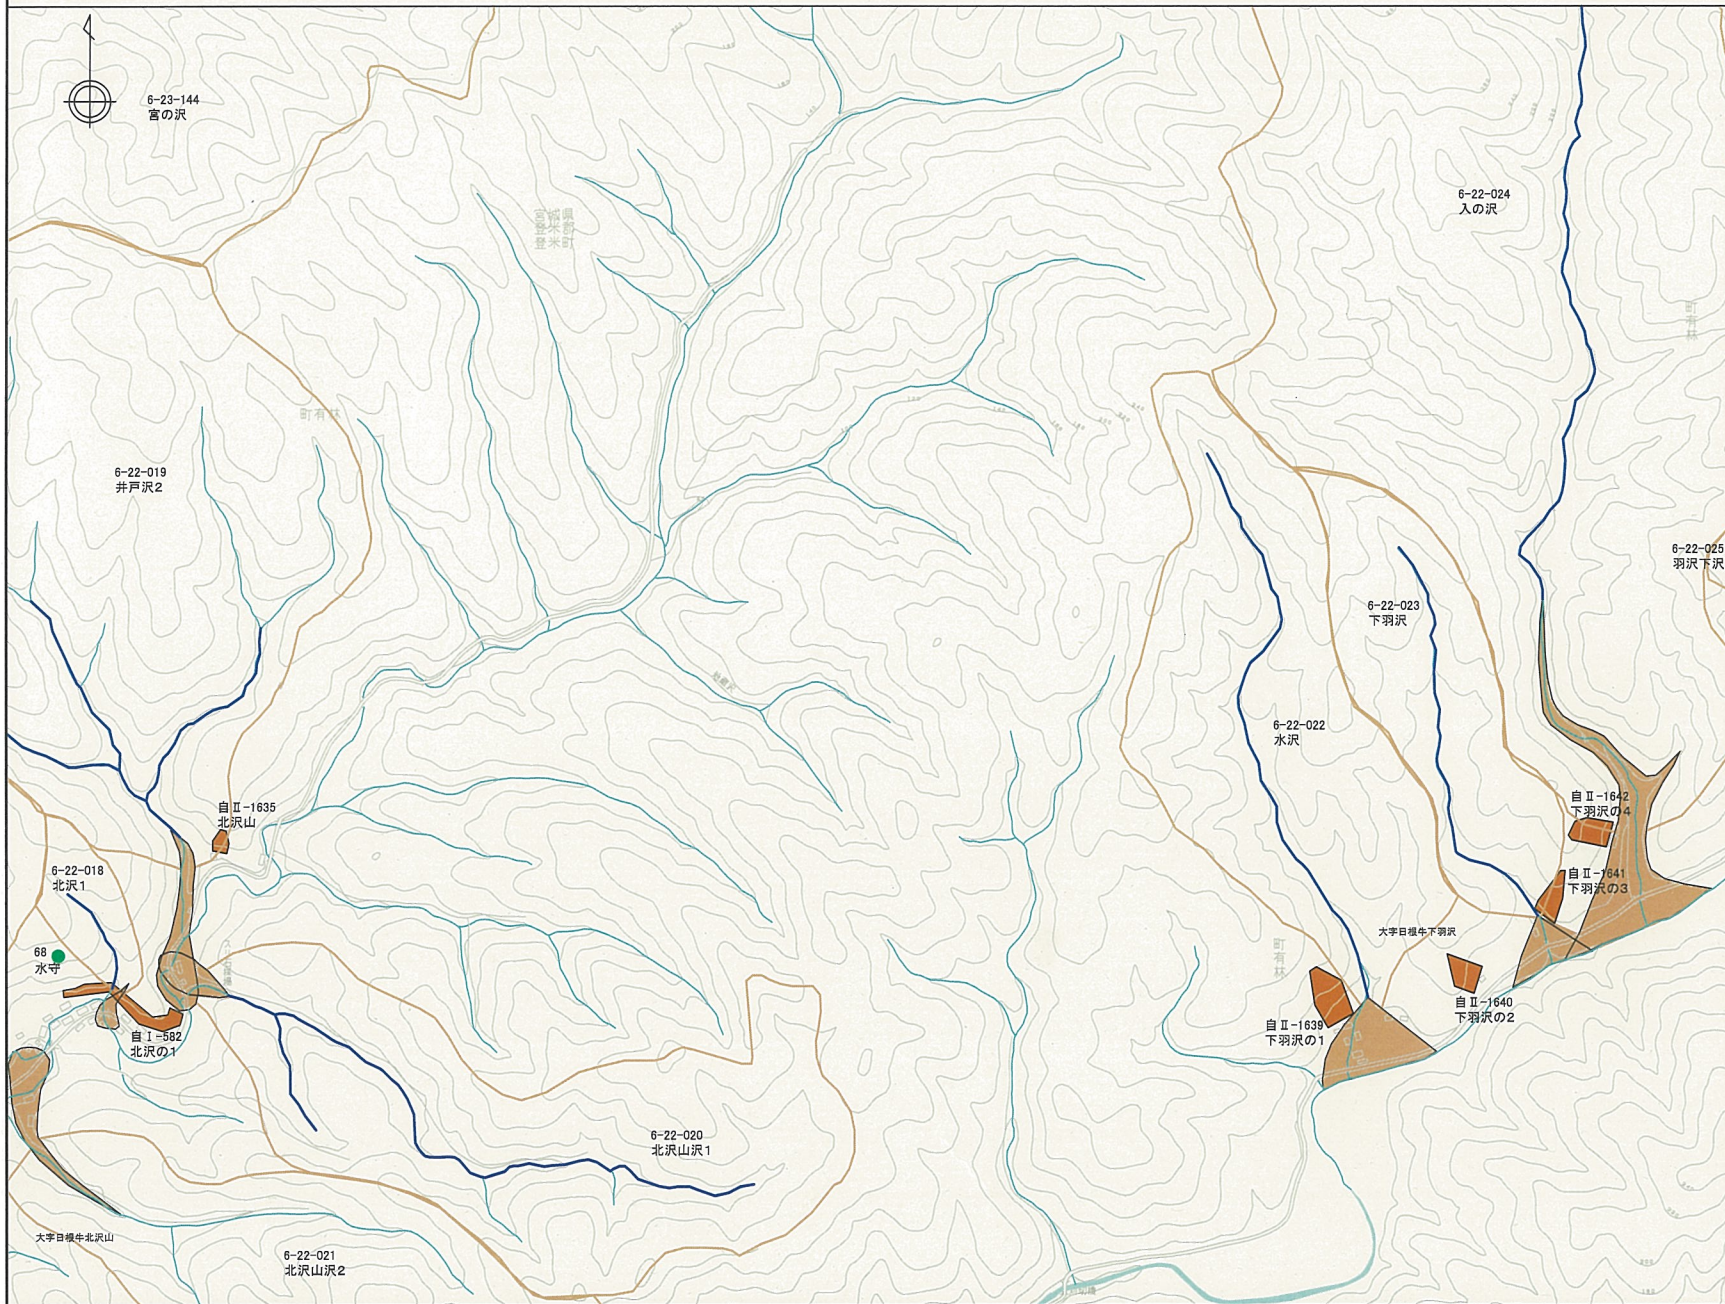 6-23-144
宮の沢
宮城県
登米郡
登米町
6-22-024
入の沢
町有林
町有林
6-22-019
井戸沢2
6-22-025
羽沢下沢
6-22-023
下羽沢
6-22-022
水沢
自Ⅱ-1635
北沢山
自Ⅱ-1642
下羽沢の4
6-22-018
北沢1
自Ⅱ-1641
下羽沢の3
68
水守
大字日根牛下羽沢
町有林
自Ⅱ-1640
下羽沢の2
自Ⅰ-582
北沢の1
自Ⅱ-1639
下羽沢の1
6-22-020
北沢山沢1
大字日根牛北沢山
6-22-021
北沢山沢2